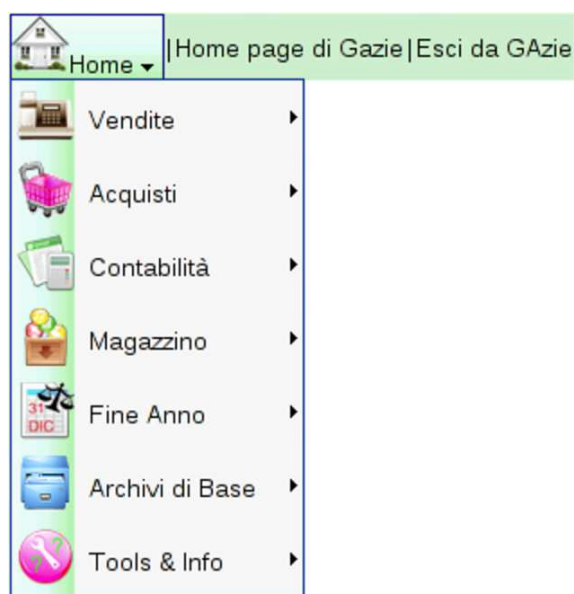 Home |Home page di Gazie|Esci da GAzie
Vendite
Acquisti
Contabilità
Magazzino
31
DIC
Fine Anno
Archivi di Base
? ?
Tools & Info